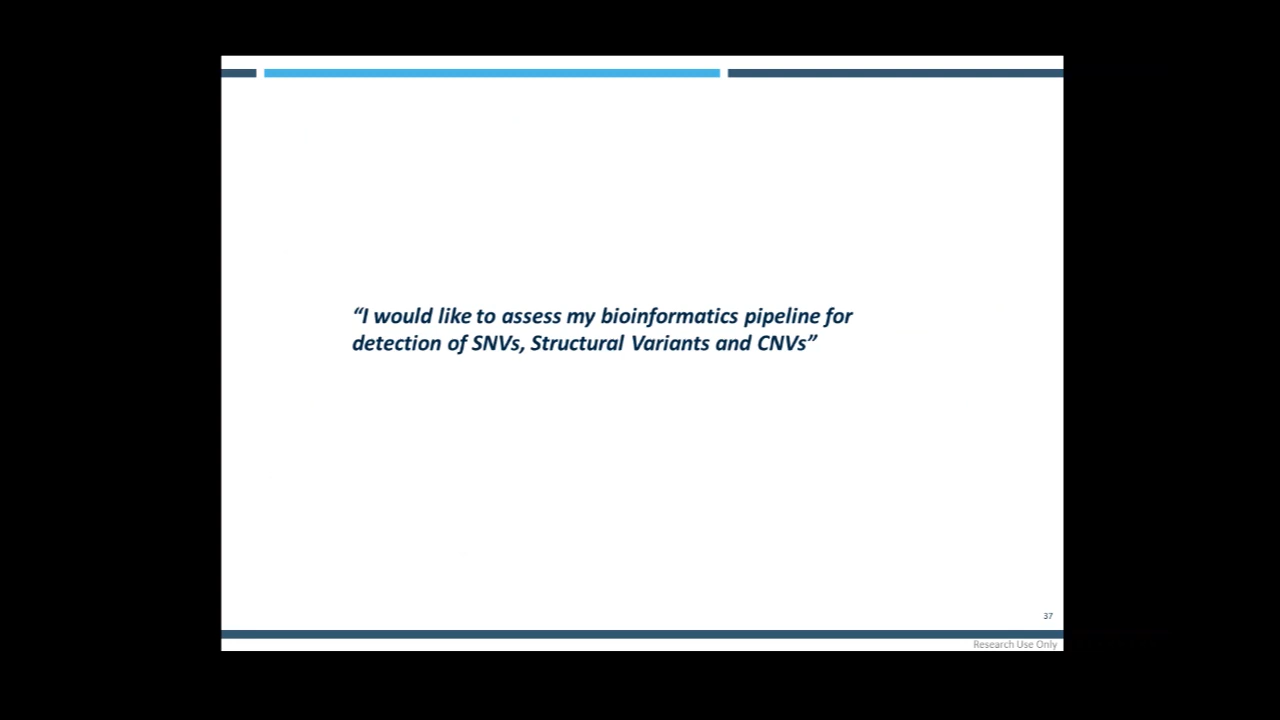 “I would like to assess my bioinformatics pipeline for
detection of SNVs, Structural Variants and CNVs”
37
Research Use Only